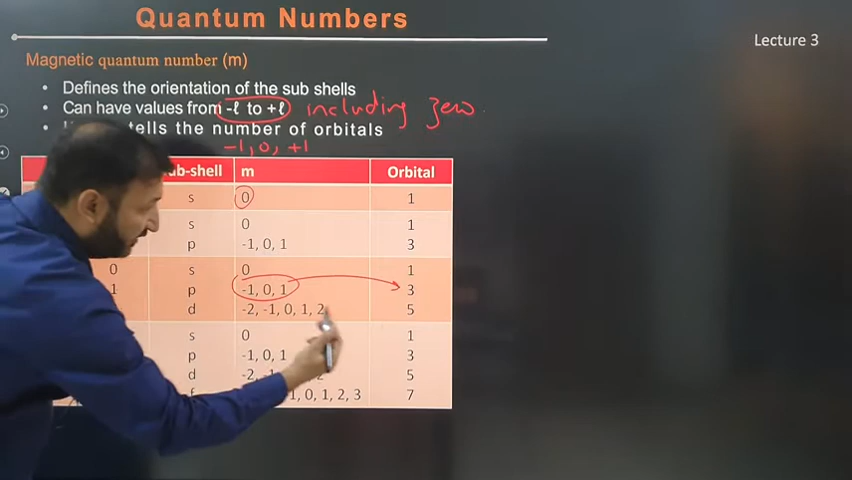 Quantum Numbers
Lecture 3
Magnetic quantum number (m)
• Defines the orientation of the sub shells
• Can have values from -ℓ to +ℓ including zero
• tells the number of orbitals
-1, 0, +1
ub-shell m Orbital
s 0 1
s 0 1
p -1, 0, 1 3
0 s 0 1
1 p -1, 0, 1 3
d -2, -1, 0, 1, 2 5
s 0 1
p -1, 0, 1 3
d -2, 5
1, 0, 1, 2, 3 7